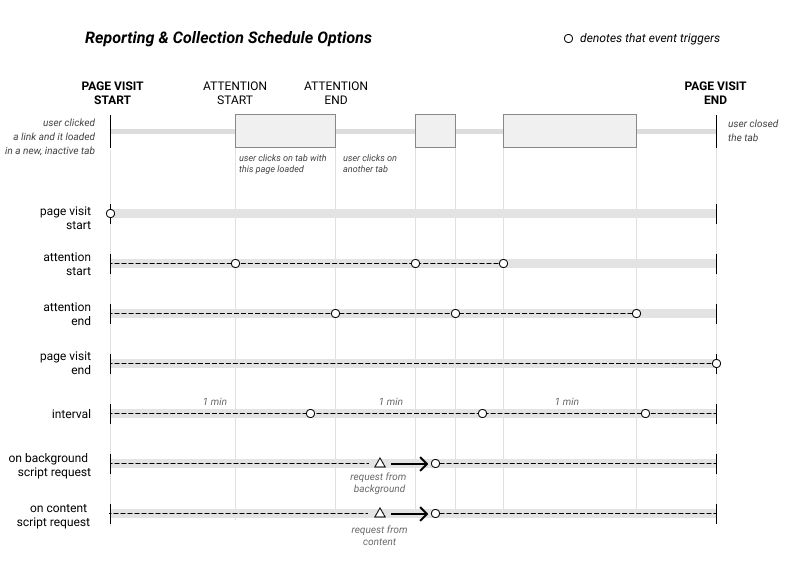 Reporting & Collection Schedule Options
denotes that event triggers
PAGE VISIT
START
ATTENTION
START
ATTENTION
END
PAGE VISIT
END
user clicked
a link and it loaded
in a new, inactive tab
user closed
the tab
user clicks on tab with
this page loaded
user clicks on
another tab
page visit
start
attention
start
attention
end
page visit
end
interval
1 min
1 min
1 min
on background
script request
request from
background
on content
script request
request from
content